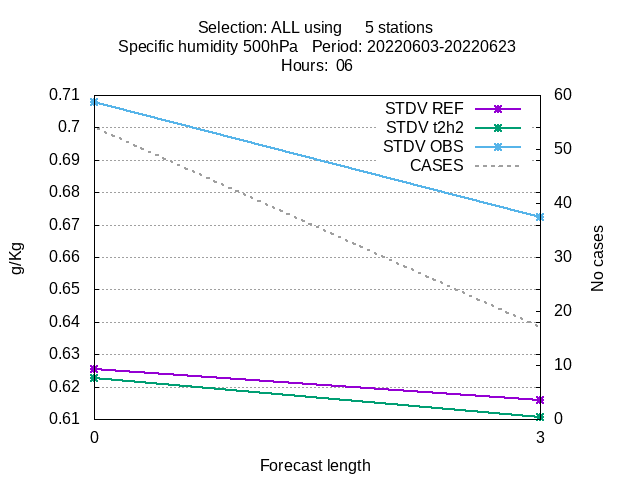 Selection: ALL using 5 stations
Specific humidity 500hPa Period: 20220603-20220623
Hours: 06
0.71
0.7
0.69
0.68
0.67
0.66
0.65
0.64
0.63
0.62
0.61
g/Kg
STDV REF
STDV t2h2
STDV OBS
CASES
60
50
40
30
20
10
0
No cases
0
3
Forecast length